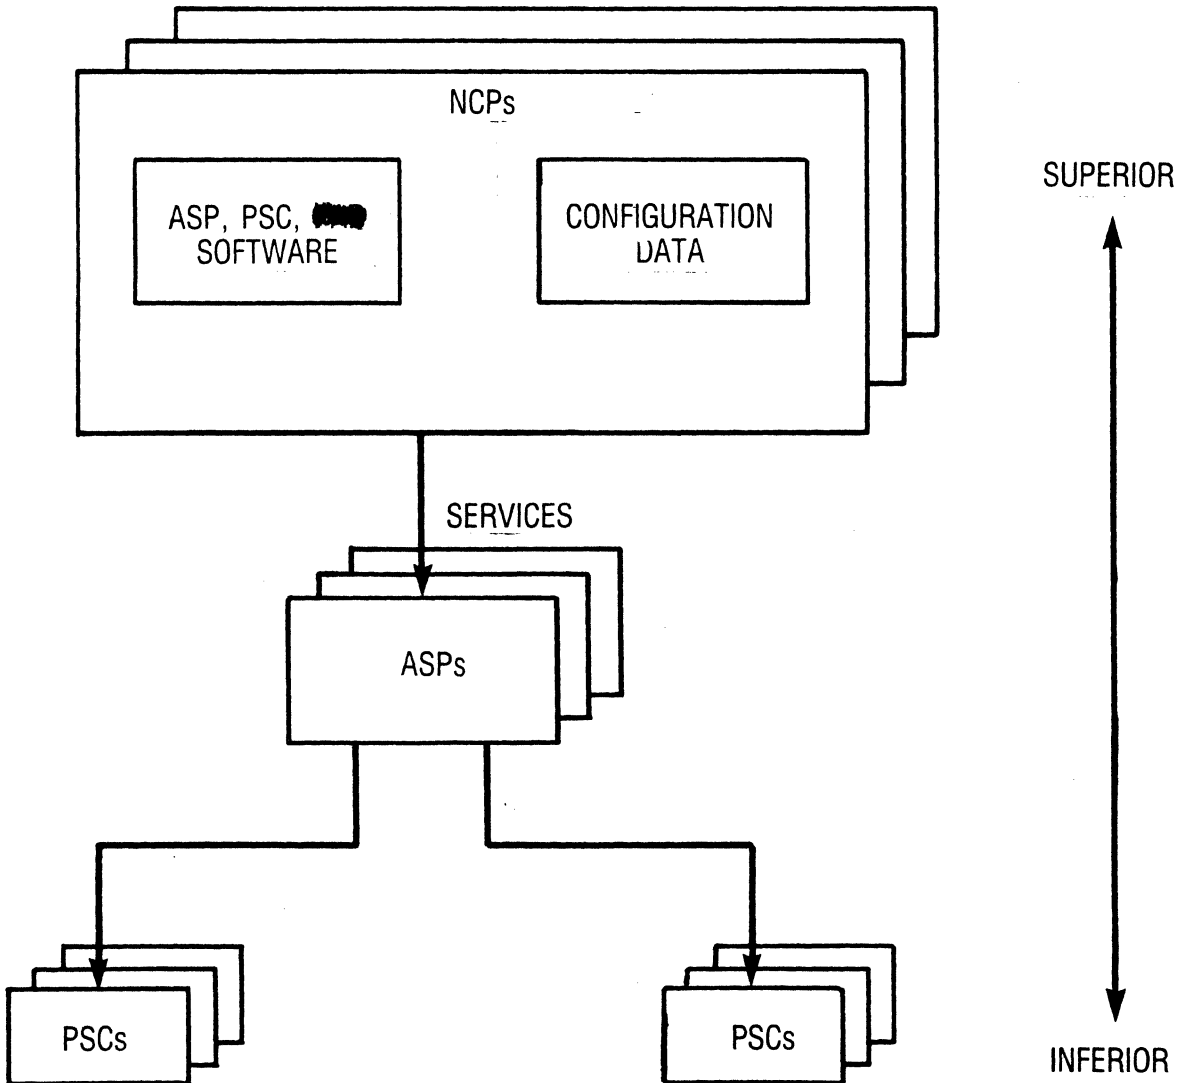 NCPs
ASP, PSC,
SOFTWARE
CONFIGURATION
DATA
SUPERIOR
SERVICES
ASPs
PSCs
PSCs
INFERIOR